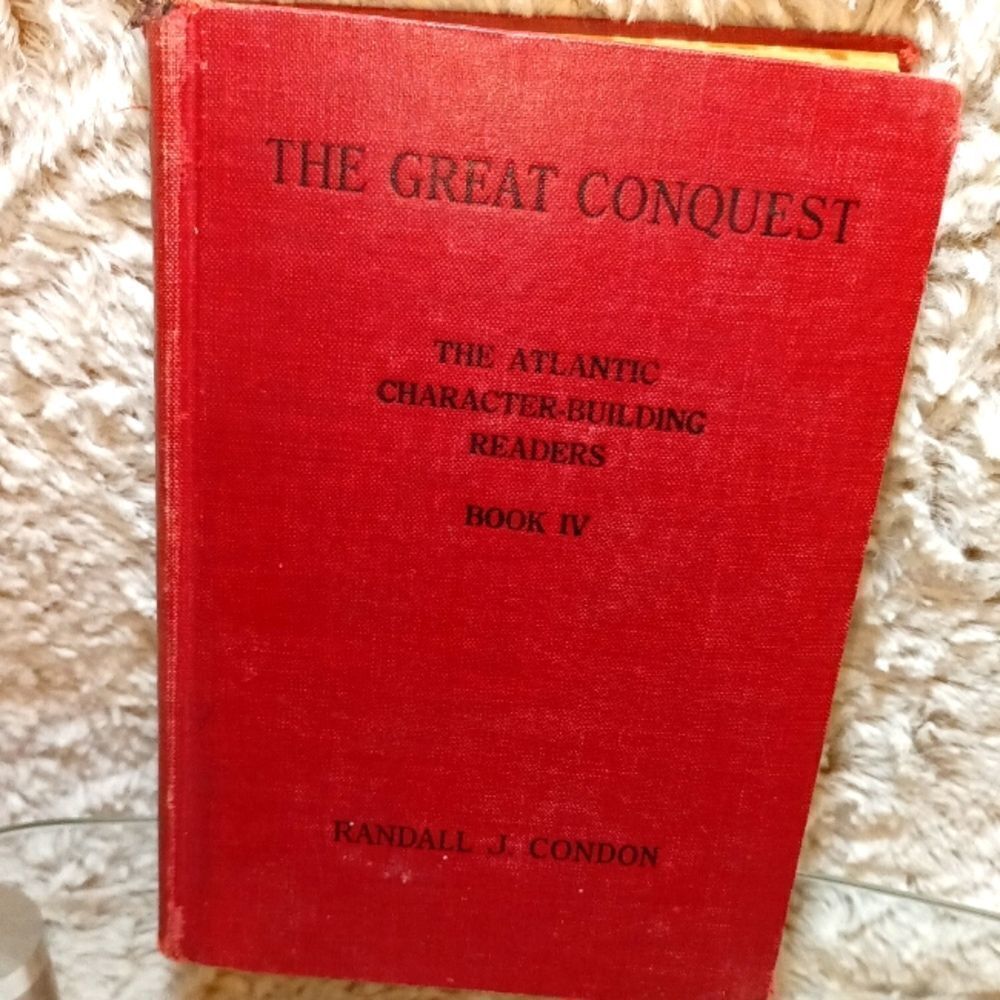 THE GREAT CONQUEST
THE ATLANTIC
CHARACTER-BUILDING
READERS
BOOK IV
RANDALL J. CONDON